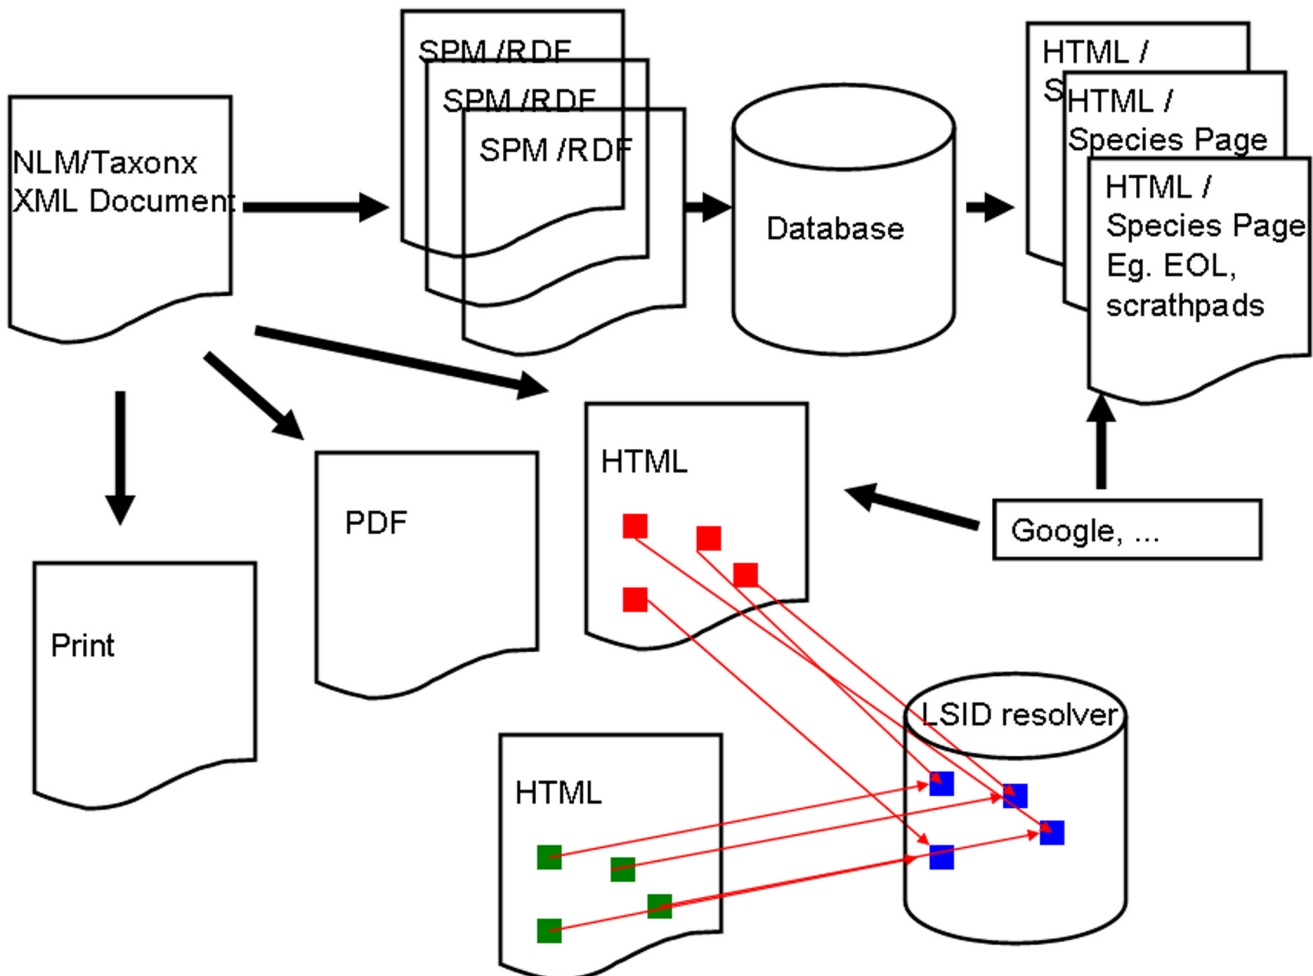 SPM /RDF
SPM /RDF
SPM /RDF
NLM/Taxonx
XML Document
Database
HTML /
S
HTML /
Species Page
HTML /
Species Page
Eg. EOL,
scrathpads
HTML
PDF
Google, ...
Print
LSID resolver
HTML